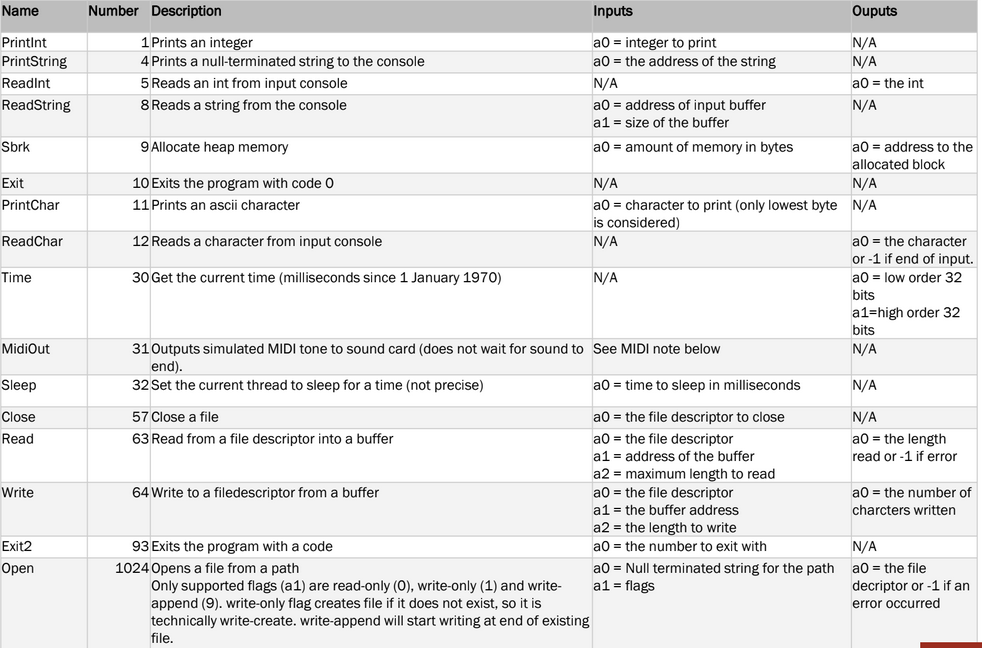 Name Number Description Inputs Ouputs
PrintInt 1 Prints an integer a0 = integer to print N/A
PrintString 4 Prints a null-terminated string to the console a0 = the address of the string N/A
ReadInt 5 Reads an int from input console N/A a0 = the int
ReadString 8 Reads a string from the console a0 = address of input buffer N/A
a1 = size of the buffer
Sbrk 9 Allocate heap memory a0 = amount of memory in bytes a0 = address to the
allocated block
Exit 10 Exits the program with code 0 N/A N/A
PrintChar 11 Prints an ascii character a0 = character to print (only lowest byte N/A
is considered)
ReadChar 12 Reads a character from input console N/A a0 = the character
or -1 if end of input.
Time 30 Get the current time (milliseconds since 1 January 1970) N/A a0 = low order 32
bits
a1=high order 32
bits
MidiOut 31 Outputs simulated MIDI tone to sound card (does not wait for sound to See MIDI note below N/A
end).
Sleep 32 Set the current thread to sleep for a time (not precise) a0 = time to sleep in milliseconds N/A
Close 57 Close a file a0 = the file descriptor to close N/A
Read 63 Read from a file descriptor into a buffer a0 = the file descriptor a0 = the length
a1 = address of the buffer read or -1 if error
a2 = maximum length to read
Write 64 Write to a filedescriptor from a buffer a0 = the file descriptor a0 = the number of
a1 = the buffer address charcters written
a2 = the length to write
Exit2 93 Exits the program with a code a0 = the number to exit with N/A
Open 1024 Opens a file from a path a0 = Null terminated string for the path a0 = the file
Only supported flags (a1) are read-only (0), write-only (1) and write- a1 = flags decriptor or -1 if an
append (9). write-only flag creates file if it does not exist, so it is error occurred
technically write-create. write-append will start writing at end of existing
file.